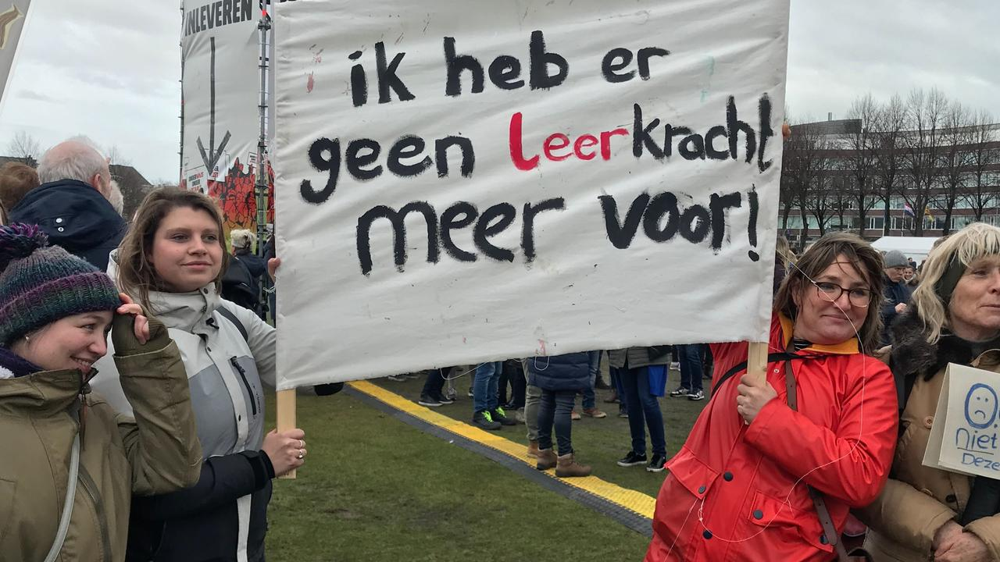 INLEVEREN
ik heb er
geen leerkracht
meer voor!
niet
Deze